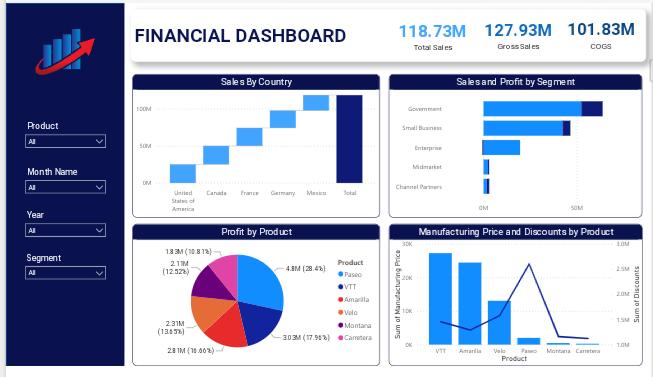 FINANCIAL DASHBOARD
118.73M
Total Sales
127.93M
GrossSales
101.83M
COGS
Product
All
Month Name
All
Year
All
Segment
All
Sales By Country
100M
50M
0M
United
States of
America
Canada
France
Germany
Mexico
Total
Sales and Profit by Segment
Government
Small Business
Enterprise
Midmarket
Channel Partners
0M
50M
Profit by Product
1.83M (10.81%)
2.11M
(12.52%)
2.31M
(13.65%)
2.81M (16.66%)
4.8M (28.4%)
3.03M (17.96%)
Product
Paseo
VTT
Amarilla
Velo
Montana
Carretera
Manufacturing Price and Discounts by Product
Sum of Manufacturing Price
30K
20K
10K
0K
VTT
Amarilla
Velo
Paseo
Montana
Carretera
Product
3.0M
2.5M
2.0M
1.5M
1.0M
Sum of Discounts